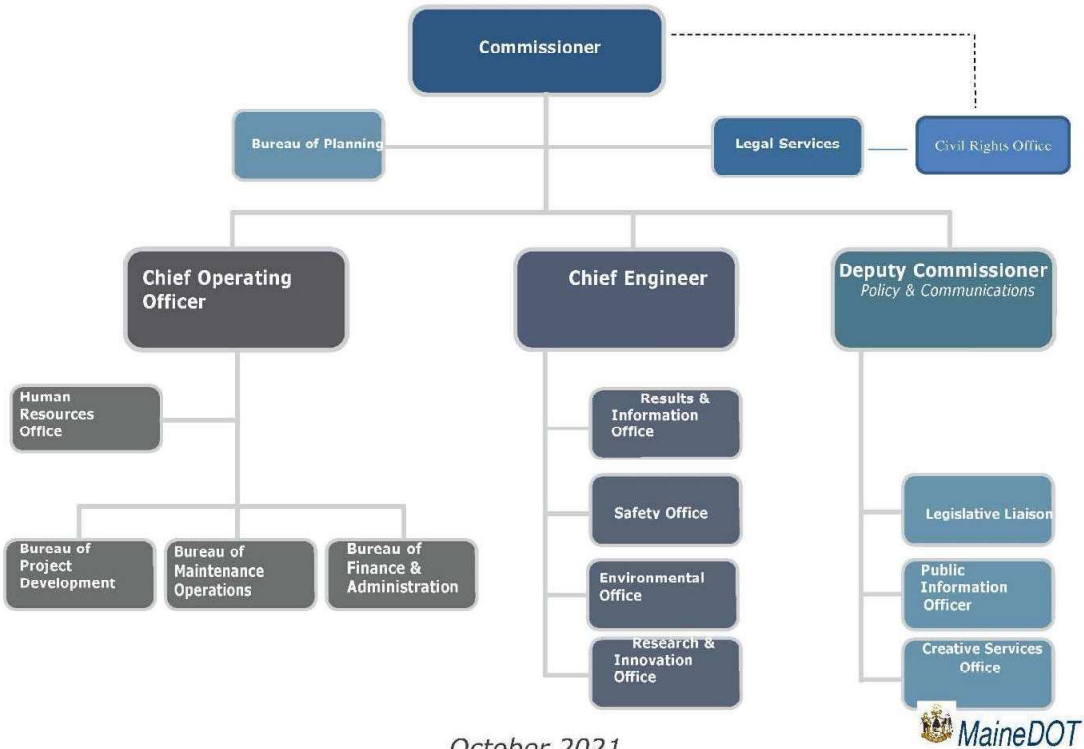 Commissioner
Bureau of Planning
Legal Services
Civil Rights Office
Chief Operating
Officer
Chief Engineer
Deputy Commissioner
Policy & Communications
Human
Resources
Office
Bureau of
Project
Development
Bureau of
Maintenance
Operations
Bureau of
Finance &
Administration
Results &
Information
Office
Safety Office
Environmental
Office
Research &
Innovation
Office
Legislative Liaison
Public
Information
Officer
Creative Services
Office
MaineDOT
October 2021